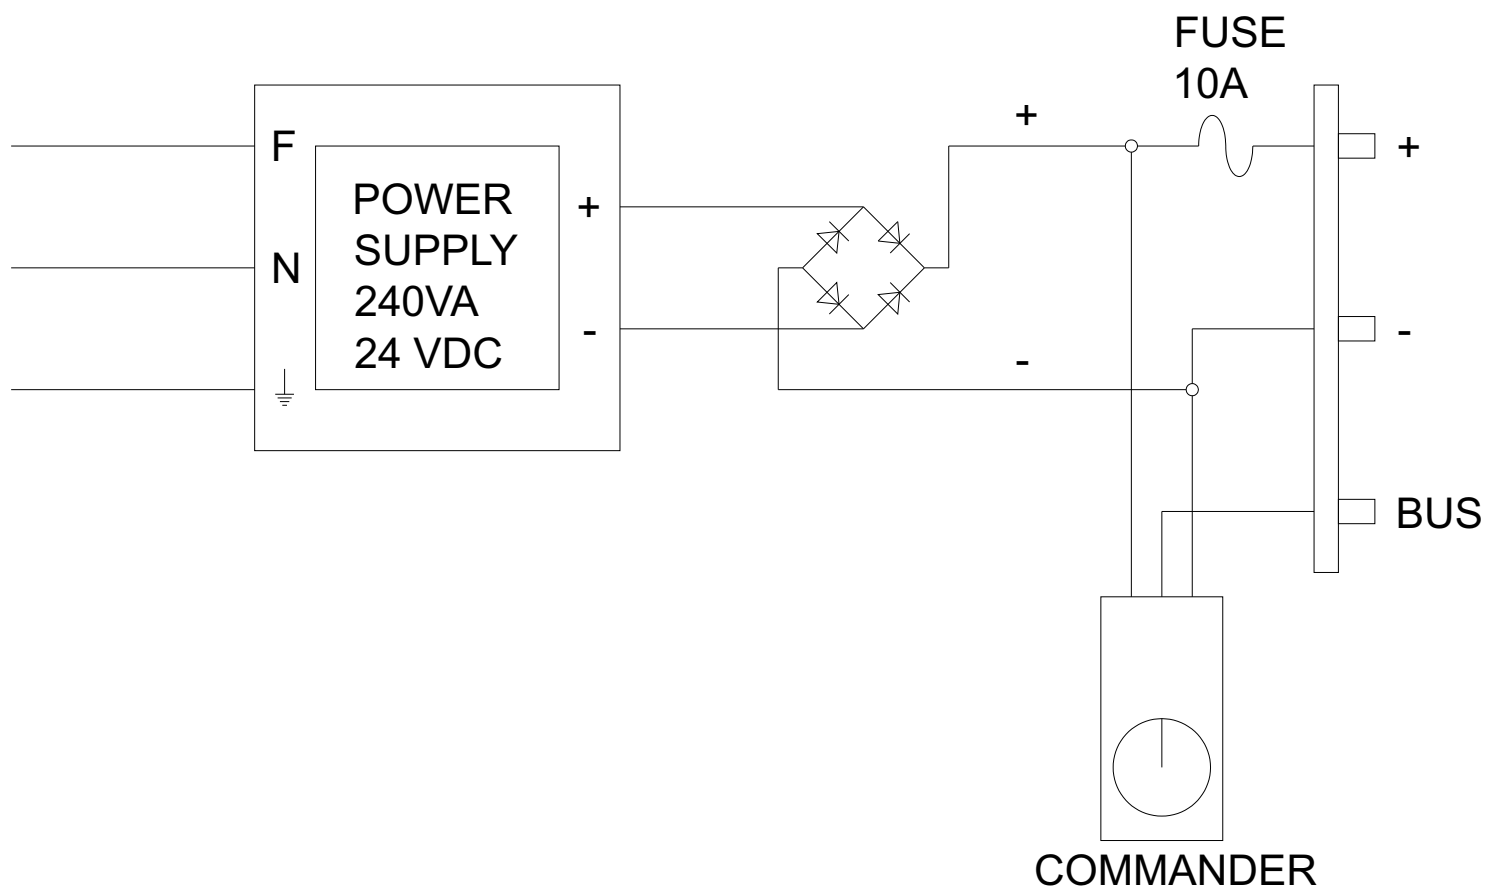 FUSE
10A
F
N
POWER
SUPPLY
240VA
24 VDC
+
-
+
-
+
-
BUS
COMMANDER